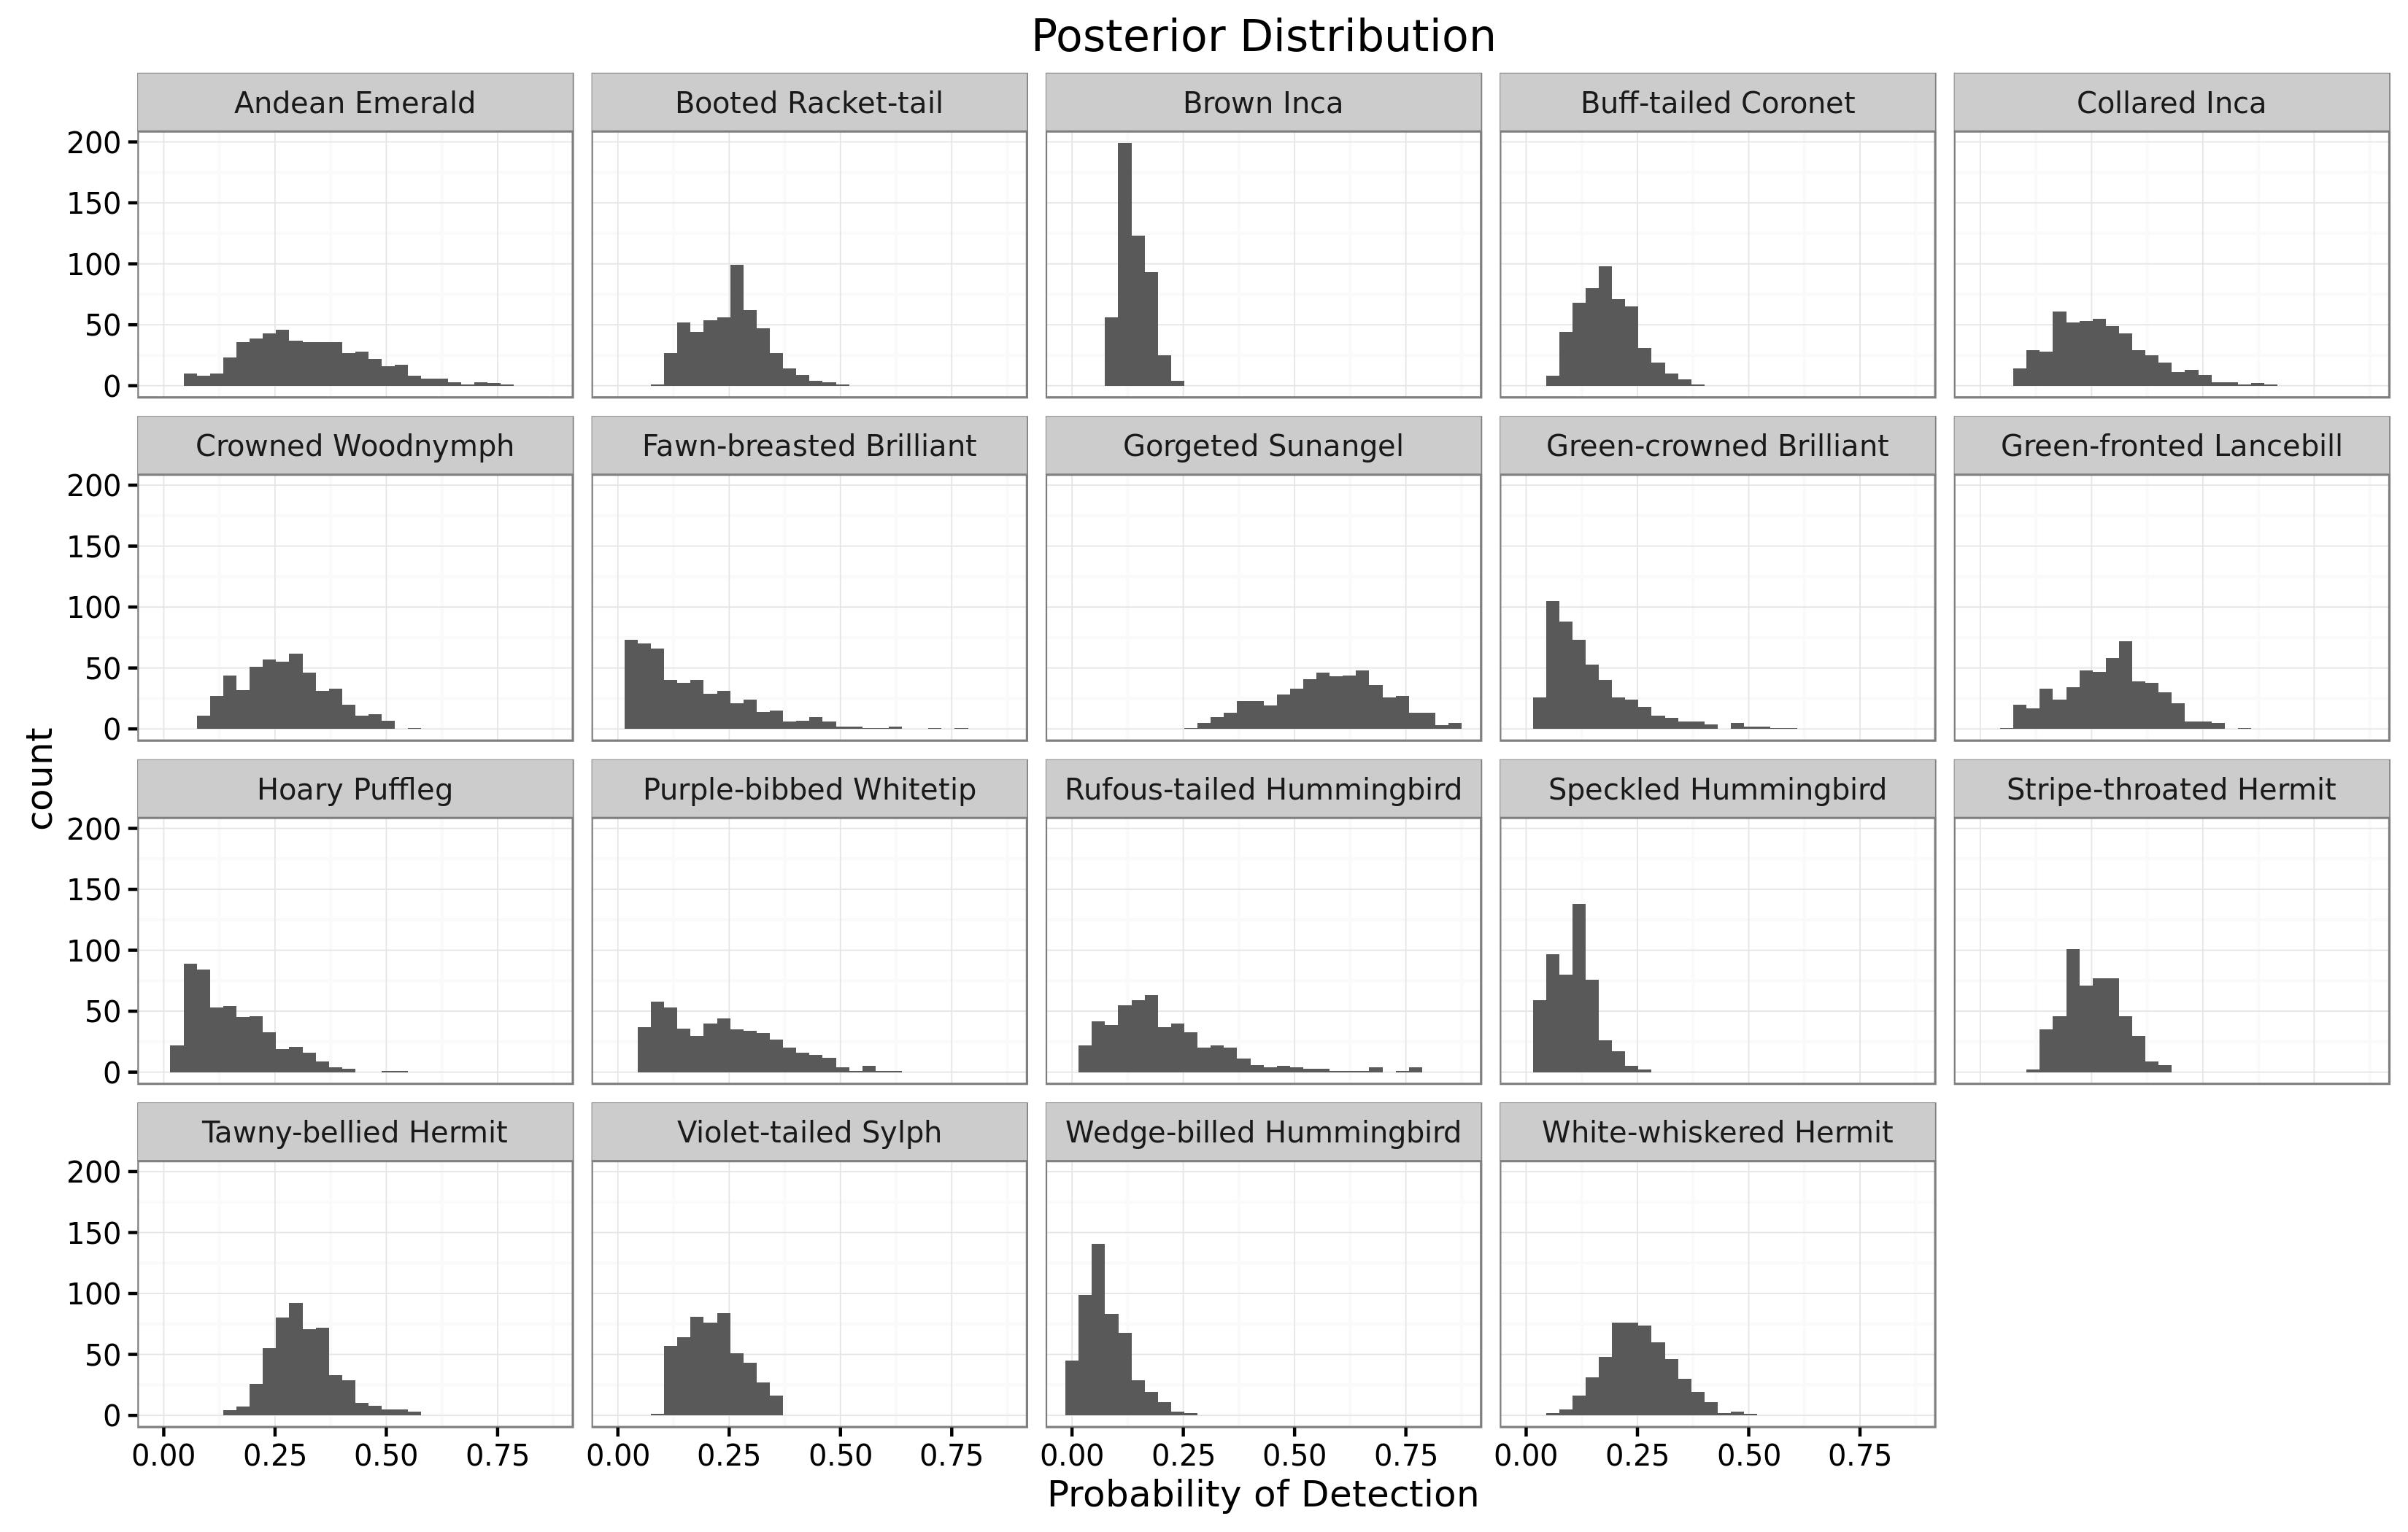 Posterior Distribution
Andean Emerald
Booted Racket-tail
Brown Inca
Buff-tailed Coronet
Collared Inca
200
150
100
50
0
Crowned Woodnymph
Fawn-breasted Brilliant
Gorgeted Sunangel
Green-crowned Brilliant
Green-fronted Lancebill
200
150
100
50
0
count
Hoary Puffleg
Purple-bibbed Whitetip
Rufous-tailed Hummingbird
Speckled Hummingbird
Stripe-throated Hermit
200
150
100
50
0
Tawny-bellied Hermit
Violet-tailed Sylph
Wedge-billed Hummingbird
White-whiskered Hermit
200
150
100
50
0
0.00 0.25 0.50 0.75
0.00 0.25 0.50 0.75
0.00 0.25 0.50 0.75
0.00 0.25 0.50 0.75
Probability of Detection